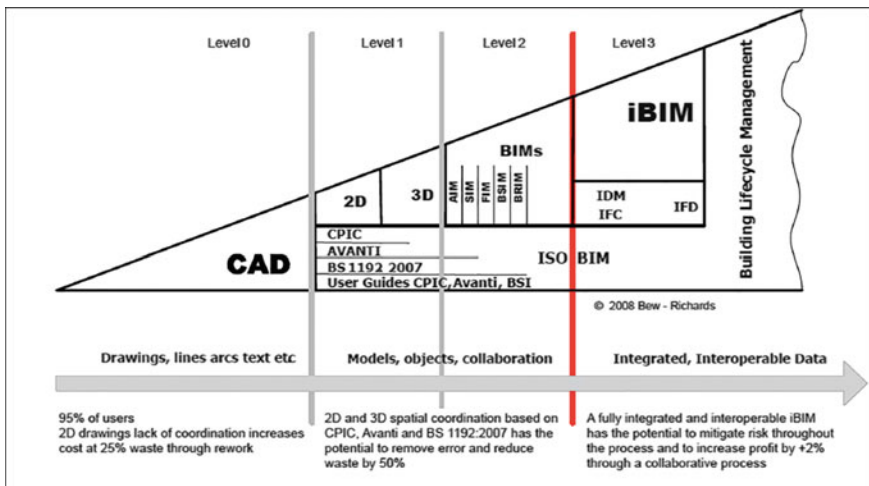 Level 0
Level 1
Level 2
Level 3
iBIM
BIMs
2D
3D
AIM
SIM
FIM
BSIM
BRIM
IDM
IFC
IFD
Building Lifecycle Management
CAD
CPIC
AVANTI
BS 1192 2007
User Guides CPIC, Avanti, BSI
ISO BIM
© 2008 Bew - Richards
Drawings, lines arcs text etc
Models, objects, collaboration
Integrated, Interoperable Data
95% of users
2D drawings lack of coordination increases
cost at 25% waste through rework
2D and 3D spatial coordination based on
CPIC, Avanti and BS 1192:2007 has the
potential to remove error and reduce
waste by 50%
A fully integrated and interoperable iBIM
has the potential to mitigate risk throughout
the process and to increase profit by +2%
through a collaborative process